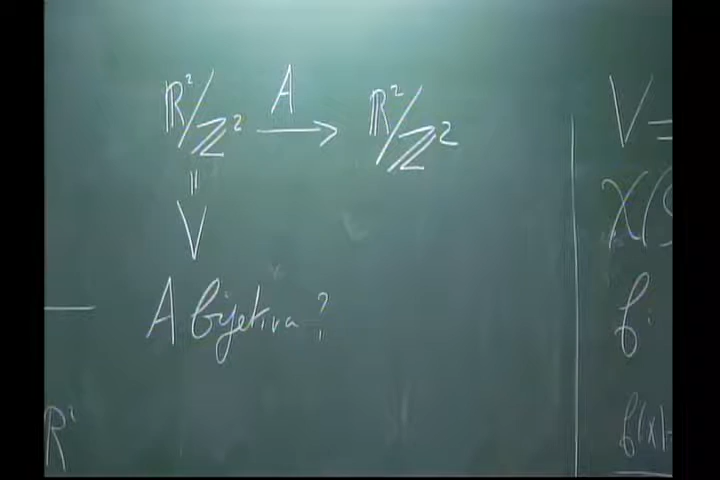 ℝ²/ℤ² —A→ ℝ²/ℤ²
=
V
A bijetiva?
V =
χ(
f:
f(x)=
R